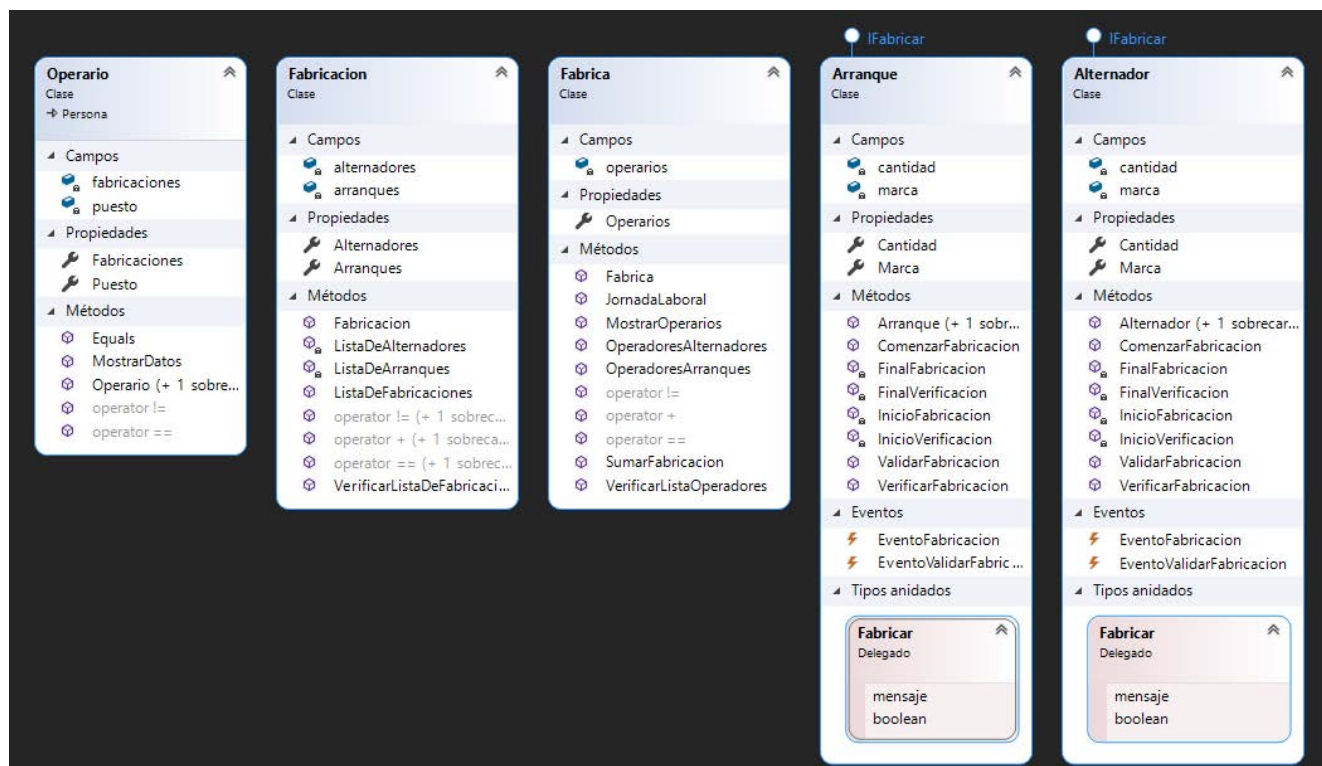 Operario
Clase
Persona
Campos
fabricaciones
puesto
Propiedades
Fabricaciones
Puesto
Métodos
Equals
MostrarDatos
Operario (+ 1 sobre...
operator !=
operator ==
Fabricacion
Clase
Campos
alternadores
arranques
Propiedades
Alternadores
Arranques
Métodos
Fabricacion
ListaDeAlternadores
ListaDeArranques
ListaDeFabricaciones
operator != (+ 1 sobrec...
operator + (+ 1 sobreca...
operator == (+ 1 sobrec...
VerificarListaDeFabricaci...
Fabrica
Clase
Campos
operarios
Propiedades
Operarios
Métodos
Fabrica
JornadaLaboral
MostrarOperarios
OperadoresAlternadores
OperadoresArranques
operator !=
operator +
operator ==
SumarFabricacion
VerificarListaOperadores
IFabricar
Arranque
Clase
Campos
cantidad
marca
Propiedades
Cantidad
Marca
Métodos
Arranque (+ 1 sobr...
ComenzarFabricacion
FinalFabricacion
FinalVerificacion
InicioFabricacion
InicioVerificacion
ValidarFabricacion
VerificarFabricacion
Eventos
EventoFabricacion
EventoValidarFabric ...
Tipos anidados
Fabricar
Delegado
mensaje
boolean
IFabricar
Alternador
Clase
Campos
cantidad
marca
Propiedades
Cantidad
Marca
Métodos
Alternador (+ 1 sobrecar...
ComenzarFabricacion
FinalFabricacion
FinalVerificacion
InicioFabricacion
InicioVerificacion
ValidarFabricacion
VerificarFabricacion
Eventos
EventoFabricacion
EventoValidarFabricacion
Tipos anidados
Fabricar
Delegado
mensaje
boolean